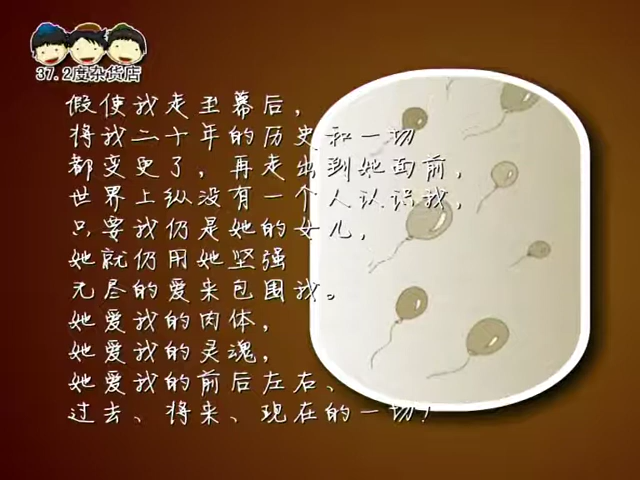 37.2度杂货店
假使我走至幕后，
将我二十年的历史和一切
都变更了，再走出到她面前，
世界上纵没有一个人认识我，
只要我仍是她的女儿，
她就仍用她坚强
无尽的爱来包围我。
她爱我的肉体，
她爱我的灵魂，
她爱我的前后左右、
过去、将来、现在的一切！